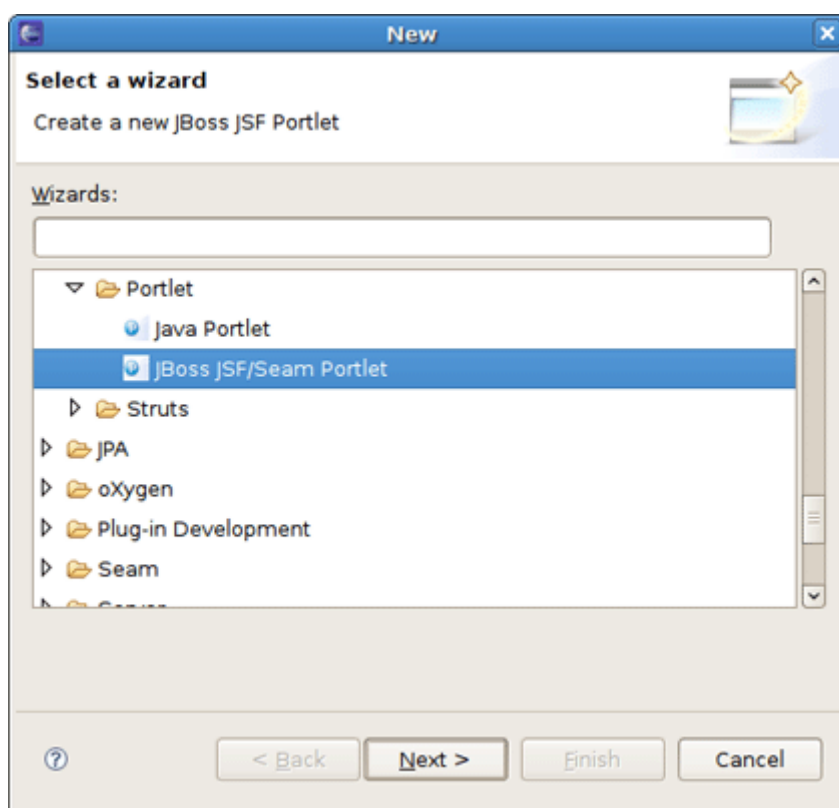 New
Select a wizard
Create a new JBoss JSF Portlet
Wizards:
Portlet
Java Portlet
JBoss JSF/Seam Portlet
Struts
JPA
oXygen
Plug-in Development
Seam
Server
< Back Next > Finish Cancel